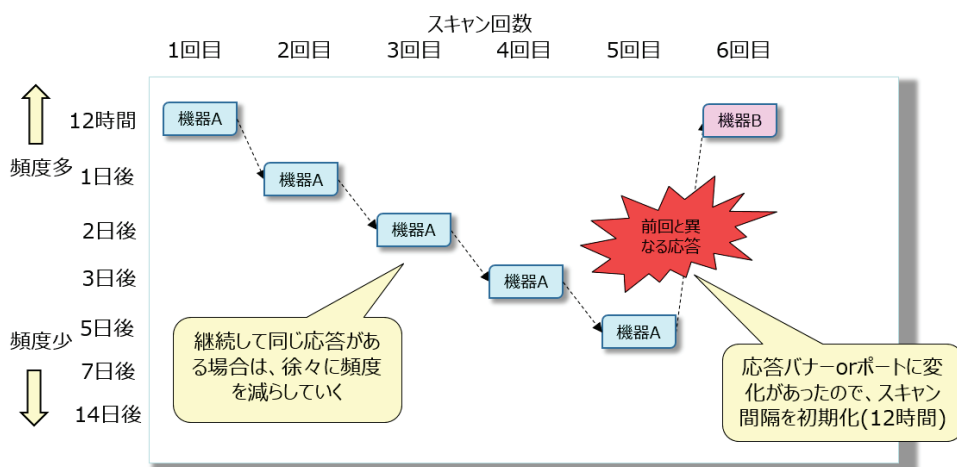 スキャン回数
1回目 2回目 3回目 4回目 5回目 6回目
頻度多
12時間
1日後
2日後
3日後
5日後
7日後
14日後
頻度少
機器A
機器A
機器A
機器A
機器A
機器B
前回と異
なる応答
継続して同じ応答があ
る場合は、徐々に頻度
を減らしていく
応答バナーorポートに変
化があったので、スキャン
間隔を初期化(12時間)